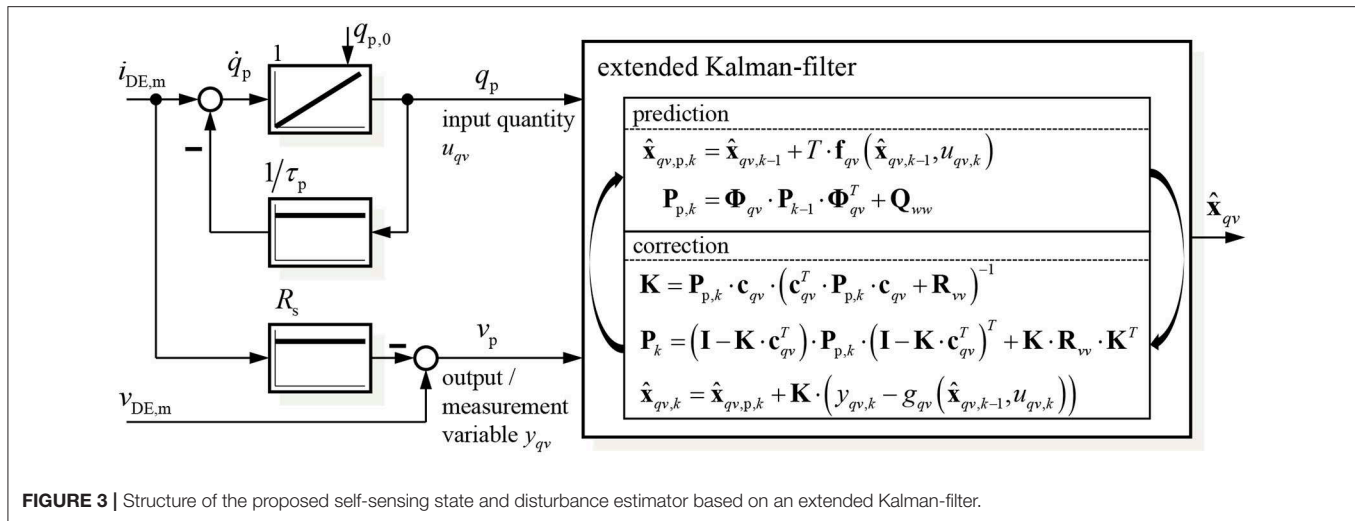 i_DE,m
q̇_p
1
q_p,0
q_p
input quantity
u_qv
1/τ_p
R_s
v_p
output /
measurement
variable y_qv
v_DE,m
extended Kalman-filter
prediction
x̂_qv,p,k = x̂_qv,k−1 + T · f_qv(x̂_qv,k−1, u_qv,k)
P_p,k = Φ_qv · P_k−1 · Φ_qv^T + Q_ww
correction
K = P_p,k · c_qv · (c_qv^T · P_p,k · c_qv + R_vv)^−1
P_k = (I − K · c_qv^T) · P_p,k · (I − K · c_qv^T)^T + K · R_vv · K^T
x̂_qv,k = x̂_qv,p,k + K · (y_qv,k − g_qv(x̂_qv,k−1, u_qv,k))
x̂_qv
FIGURE 3 | Structure of the proposed self-sensing state and disturbance estimator based on an extended Kalman-filter.